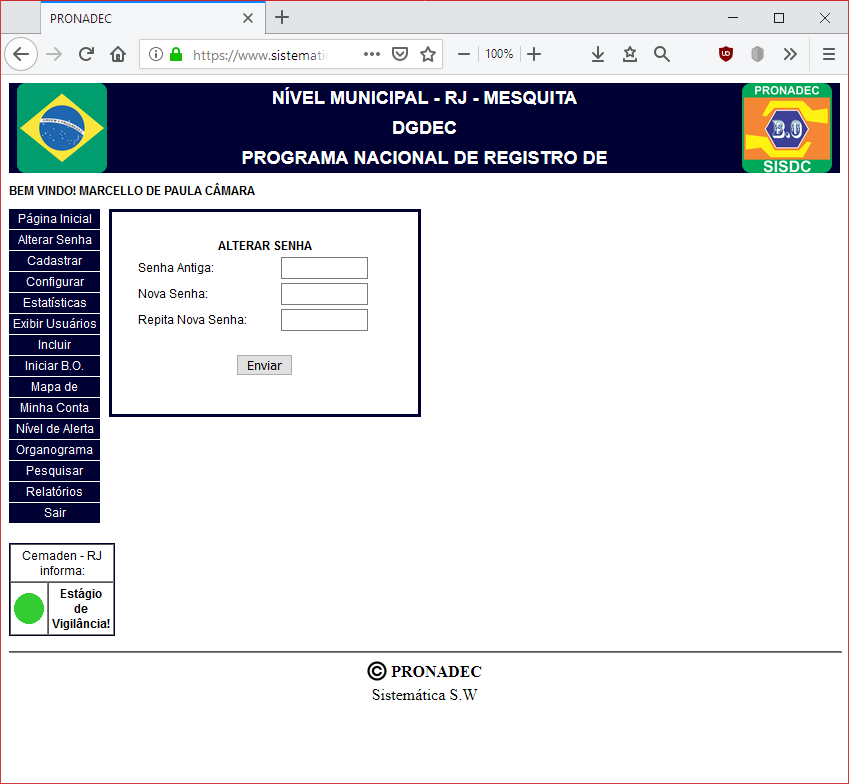 PRONADEC
https://www.sistemati
100%
NÍVEL MUNICIPAL - RJ - MESQUITA
DGDEC
PROGRAMA NACIONAL DE REGISTRO DE
PRONADEC
B.O
SISDC
BEM VINDO! MARCELLO DE PAULA CÂMARA
Página Inicial
Alterar Senha
Cadastrar
Configurar
Estatísticas
Exibir Usuários
Incluir
Iniciar B.O.
Mapa de
Minha Conta
Nível de Alerta
Organograma
Pesquisar
Relatórios
Sair
ALTERAR SENHA
Senha Antiga:
Nova Senha:
Repita Nova Senha:
Enviar
Cemaden - RJ
informa:
Estágio
de
Vigilância!
© PRONADEC
Sistemática S.W